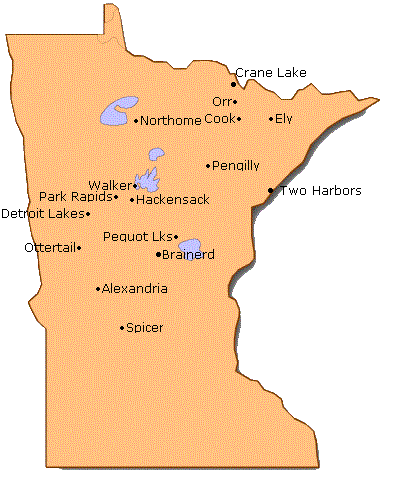 Crane Lake
Orr
Northome
Cook
Ely
Pengilly
Walker
Two Harbors
Park Rapids
Hackensack
Detroit Lakes
Pequot Lks
Ottertail
Brainerd
Alexandria
Spicer